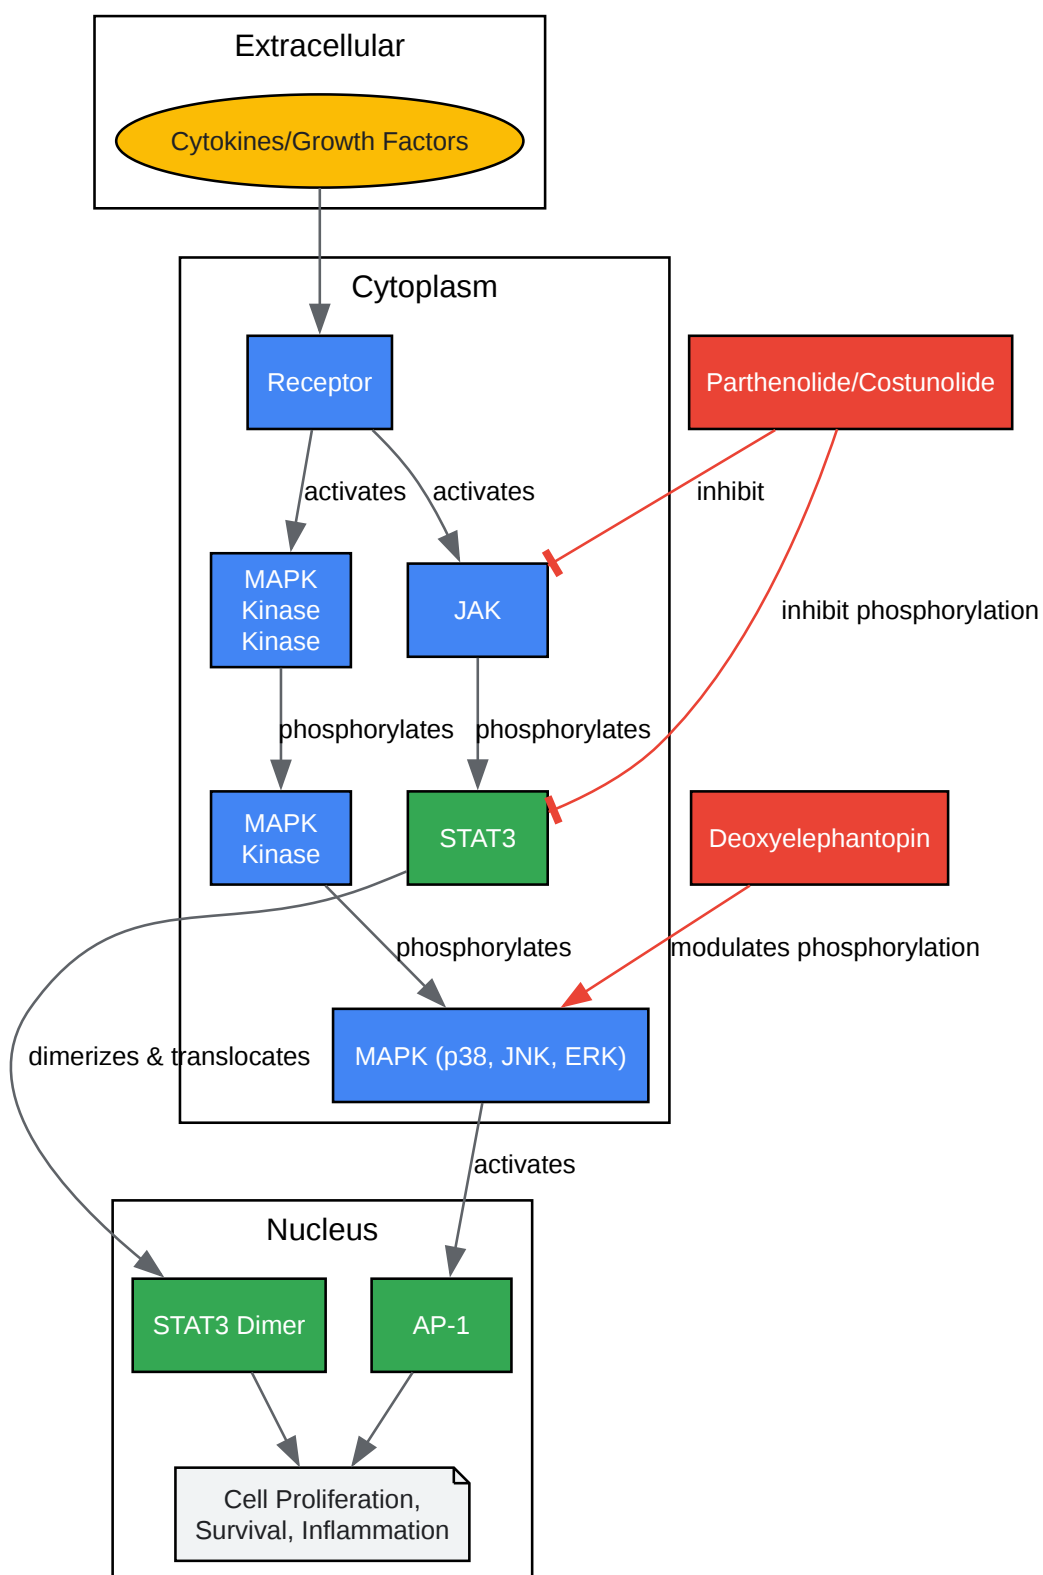 Extracellular
Cytokines/Growth Factors
Cytoplasm
Receptor
Parthenolide/Costunolide
activates
activates
inhibit
MAPK
Kinase
Kinase
JAK
inhibit phosphorylation
phosphorylates
phosphorylates
MAPK
Kinase
STAT3
Deoxyelephantopin
phosphorylates
modulates phosphorylation
dimerizes & translocates
MAPK (p38, JNK, ERK)
activates
Nucleus
STAT3 Dimer
AP-1
Cell Proliferation,
Survival, Inflammation